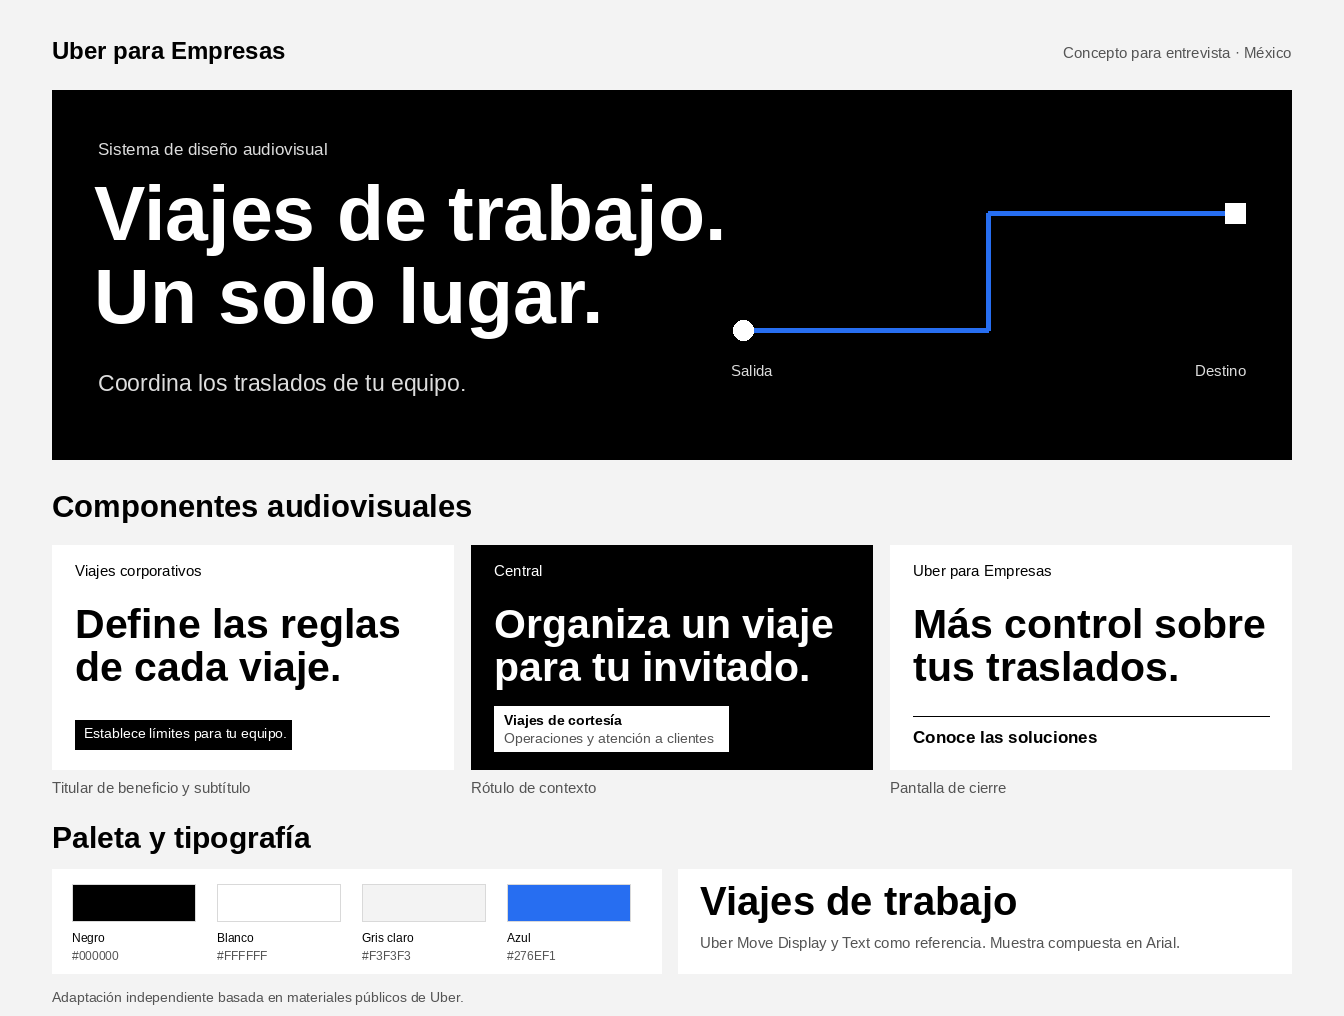 Uber para Empresas
Concepto para entrevista · México
Sistema de diseño audiovisual
Viajes de trabajo.
Un solo lugar.
Coordina los traslados de tu equipo.
Salida
Destino
Componentes audiovisuales
Viajes corporativos
Define las reglas
de cada viaje.
Establece límites para tu equipo.
Titular de beneficio y subtítulo
Central
Organiza un viaje
para tu invitado.
Viajes de cortesía
Operaciones y atención a clientes
Rótulo de contexto
Uber para Empresas
Más control sobre
tus traslados.
Conoce las soluciones
Pantalla de cierre
Paleta y tipografía
Negro
#000000
Blanco
#FFFFFF
Gris claro
#F3F3F3
Azul
#276EF1
Viajes de trabajo
Uber Move Display y Text como referencia. Muestra compuesta en Arial.
Adaptación independiente basada en materiales públicos de Uber.